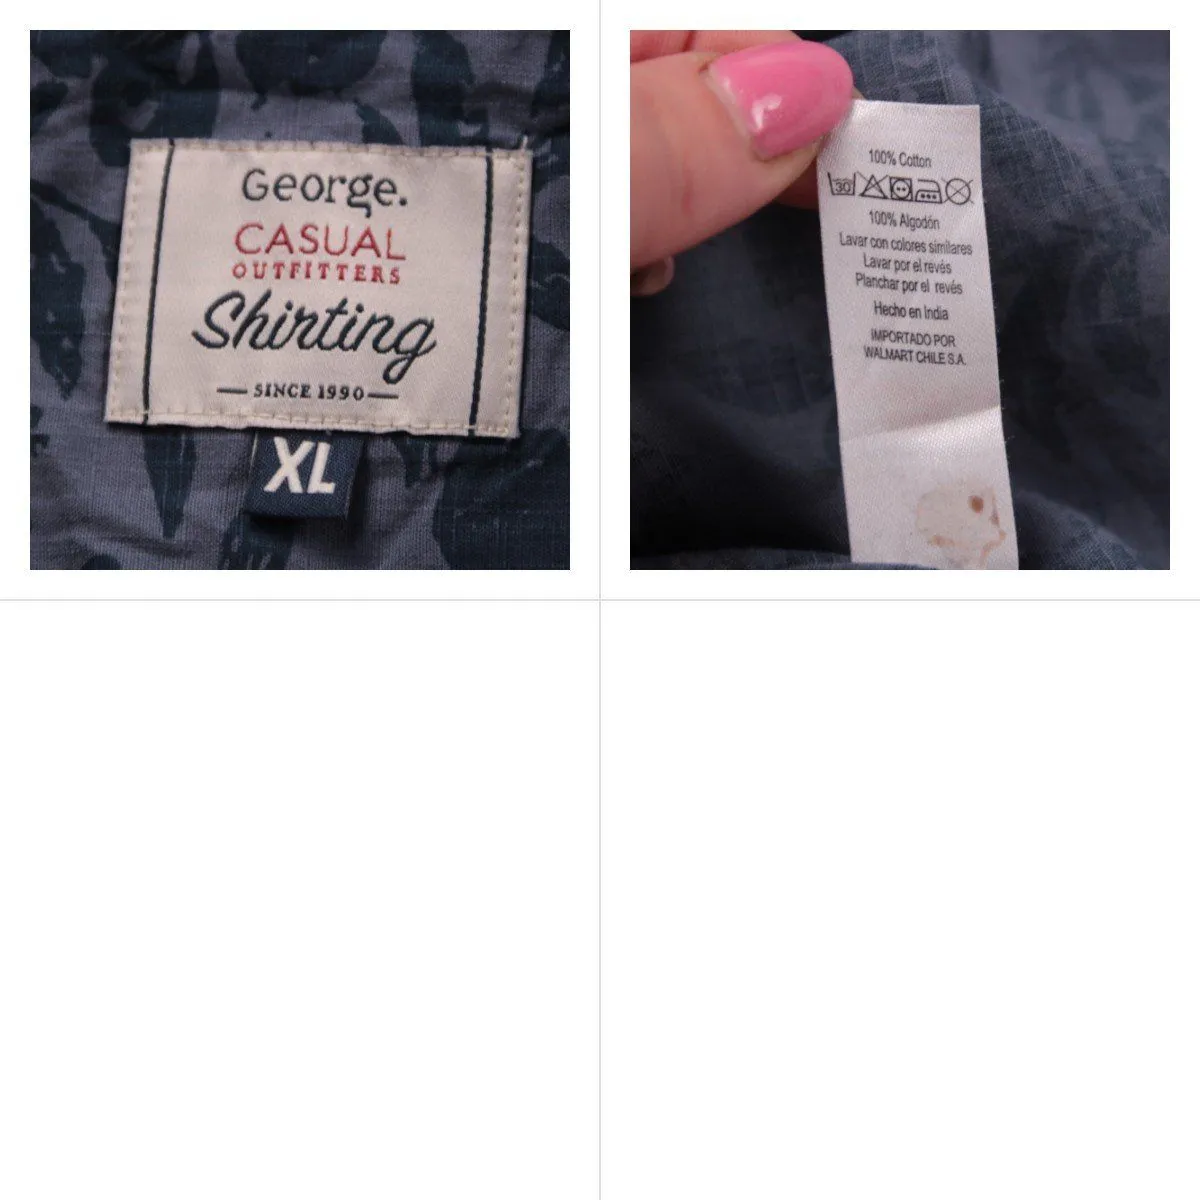 George.
CASUAL
OUTFITTERS
Shirting
SINCE 1990
XL
100% Cotton
30
100% Algodón
Lavar con colores similares
Lavar por el revés
Planchar por el revés
Hecho en India
IMPORTADO POR
WALMART CHILE S.A.